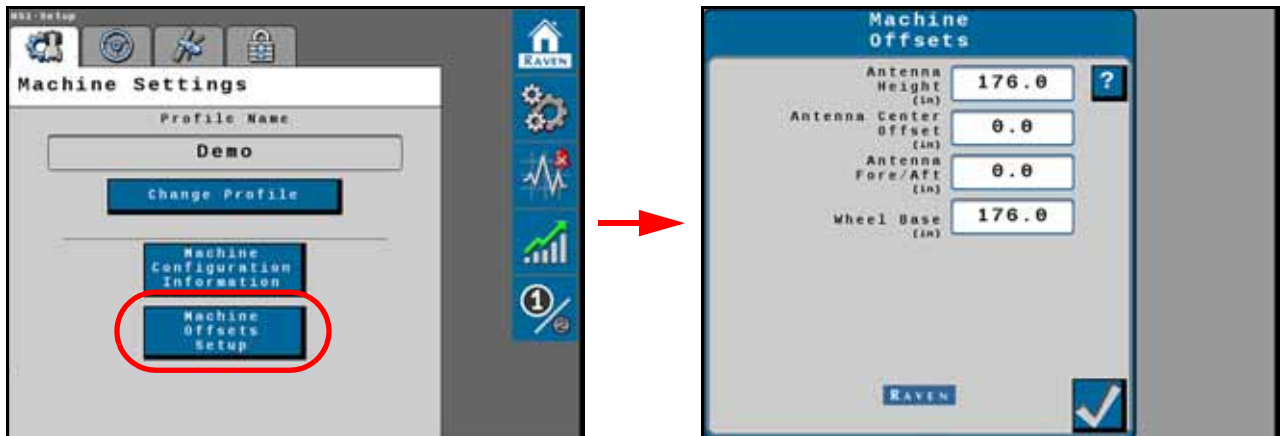 RS1-Setup
Machine Settings
Profile Name
Demo
Change Profile
Machine
Configuration
Information
Machine
Offsets
Setup
RAVEN
1
2
Machine
Offsets
Antenna
Height
(in)
176.0
?
Antenna Center
Offset
(in)
0.0
Antenna
Fore/Aft
(in)
0.0
Wheel Base
(in)
176.0
RAVEN